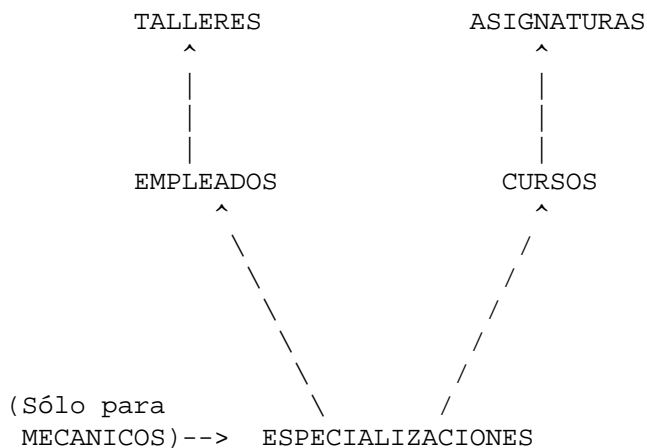 TALLERES ASIGNATURAS
EMPLEADOS CURSOS
(Sólo para
MECANICOS)--> ESPECIALIZACIONES